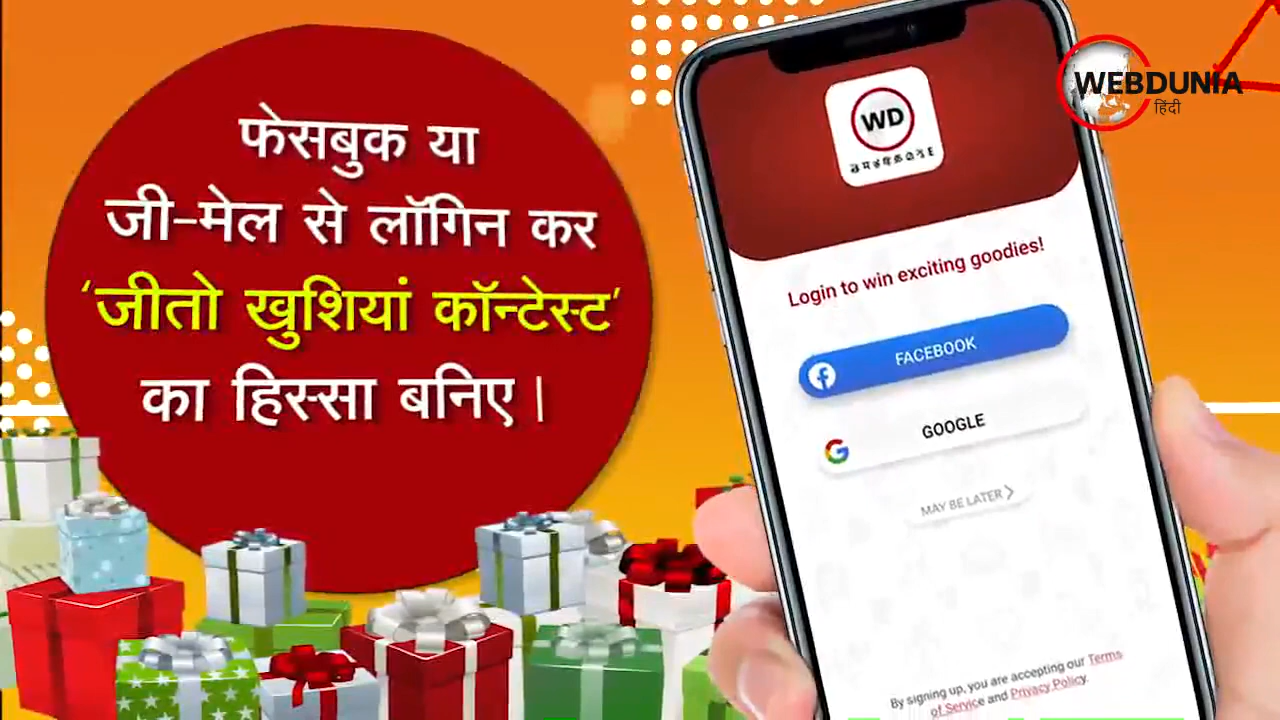 फेसबुक या
जी-मेल से लॉगिन कर
‘जीतो खुशियां कॉन्टेस्ट’
का हिस्सा बनिए।
WEBDUNIA
हिंदी
WD
Login to win exciting goodies!
FACEBOOK
GOOGLE
MAY BE LATER
By signing up, you are accepting our Terms
of Service and Privacy Policy.